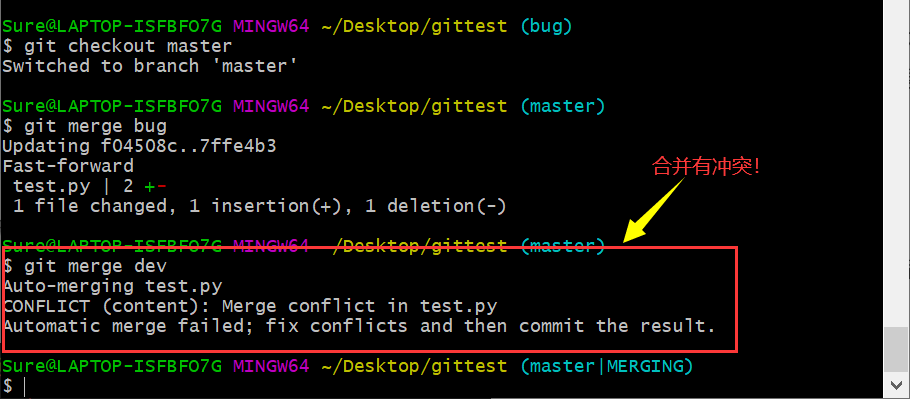 Sure@LAPTOP-ISFBFO7G MINGW64 ~/Desktop/gittest (bug)
$ git checkout master
Switched to branch 'master'
Sure@LAPTOP-ISFBFO7G MINGW64 ~/Desktop/gittest (master)
$ git merge bug
Updating f04508c..7ffe4b3
Fast-forward
test.py | 2 +-
1 file changed, 1 insertion(+), 1 deletion(-)
合并有冲突！
Sure@LAPTOP-ISFBFO7G MINGW64 ~/Desktop/gittest (master)
$ git merge dev
Auto-merging test.py
CONFLICT (content): Merge conflict in test.py
Automatic merge failed; fix conflicts and then commit the result.
Sure@LAPTOP-ISFBFO7G MINGW64 ~/Desktop/gittest (master|MERGING)
$